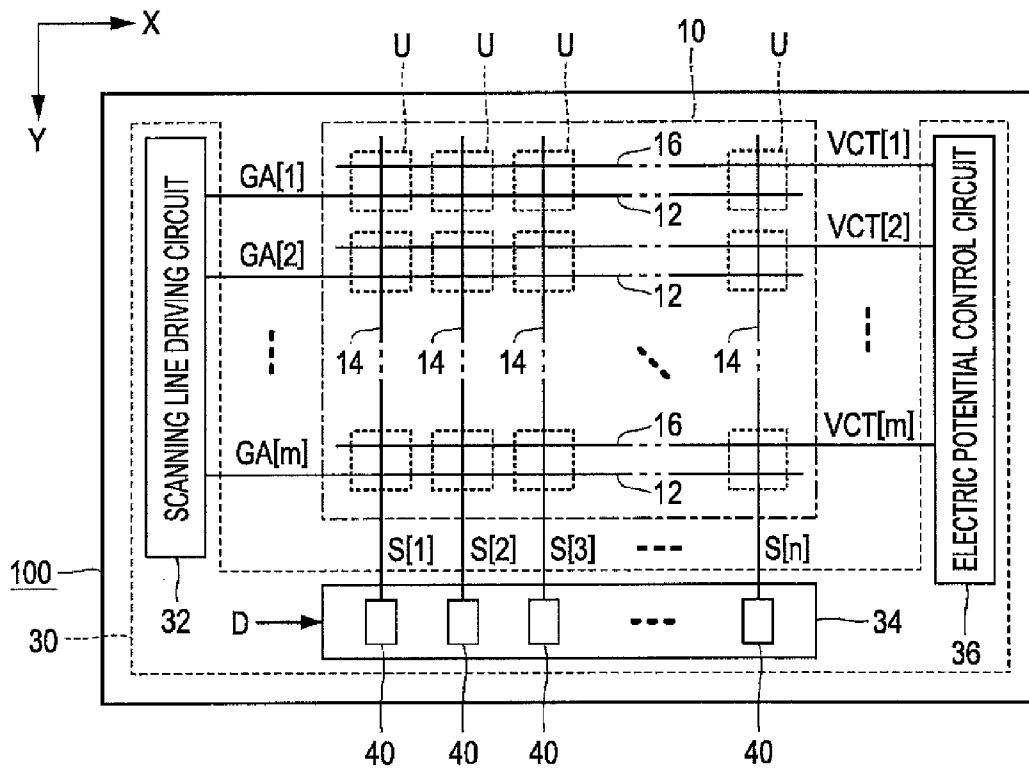 X
Y
U U U 10 U
16 VCT[1]
GA[1]
12 VCT[2]
GA[2]
12
14 14 14 14
16 VCT[m]
GA[m]
12
SCANNING LINE DRIVING CIRCUIT
ELECTRIC POTENTIAL CONTROL CIRCUIT
S[1] S[2] S[3] S[n]
100
32 D 34
30 36
40 40 40 40